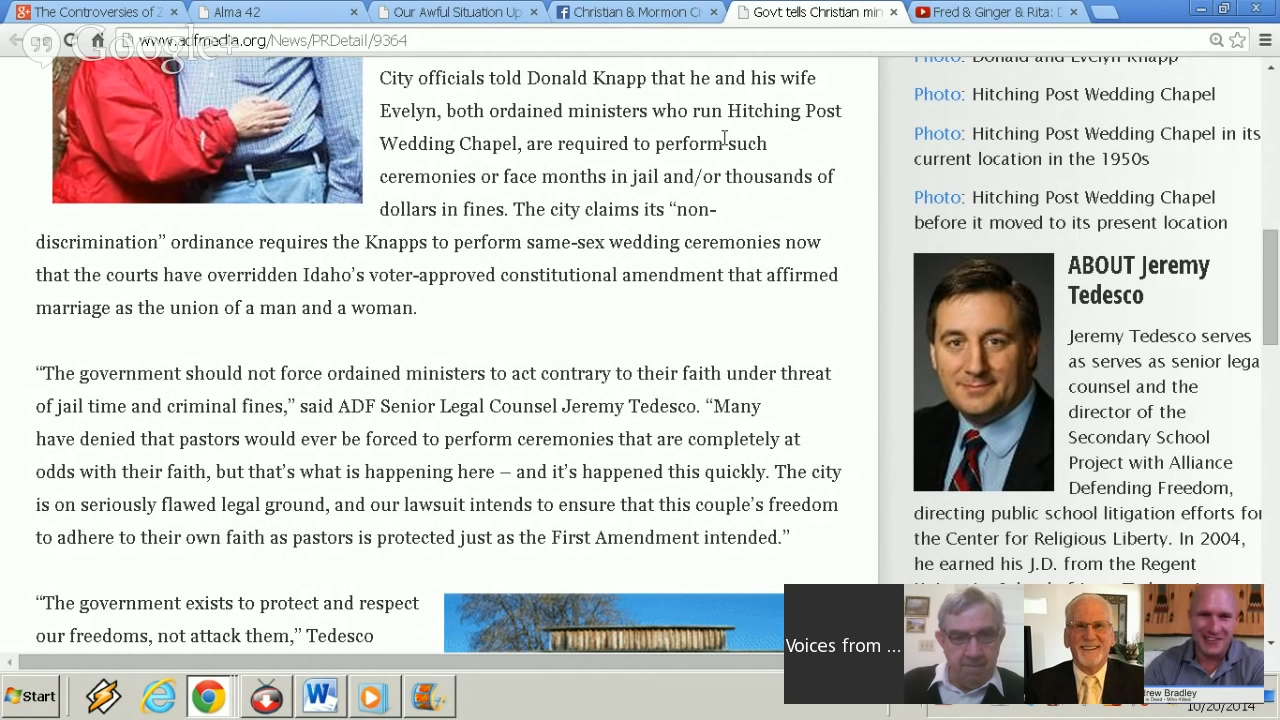 The Controversies of 2
Alma 42
Our Awful Situation Up
Christian & Mormon Ci
Govt tells Christian min
Fred & Ginger & Rita: D
Google+
www.adfmedia.org/News/PRDetail/9364
City officials told Donald Knapp that he and his wife
Evelyn, both ordained ministers who run Hitching Post
Wedding Chapel, are required to perform such
ceremonies or face months in jail and/or thousands of
dollars in fines. The city claims its “non-
discrimination” ordinance requires the Knapps to perform same-sex wedding ceremonies now
that the courts have overridden Idaho’s voter-approved constitutional amendment that affirmed
marriage as the union of a man and a woman.
“The government should not force ordained ministers to act contrary to their faith under threat
of jail time and criminal fines,” said ADF Senior Legal Counsel Jeremy Tedesco. “Many
have denied that pastors would ever be forced to perform ceremonies that are completely at
odds with their faith, but that’s what is happening here – and it’s happened this quickly. The city
is on seriously flawed legal ground, and our lawsuit intends to ensure that this couple’s freedom
to adhere to their own faith as pastors is protected just as the First Amendment intended.”
“The government exists to protect and respect
our freedoms, not attack them,” Tedesco
Photo: Donald and Evelyn Knapp
Photo: Hitching Post Wedding Chapel
Photo: Hitching Post Wedding Chapel in its
current location in the 1950s
Photo: Hitching Post Wedding Chapel
before it moved to its present location
ABOUT Jeremy
Tedesco
Jeremy Tedesco serves
as serves as senior lega
counsel and the
director of the
Secondary School
Project with Alliance
Defending Freedom,
directing public school litigation efforts for
the Center for Religious Liberty. In 2004,
he earned his J.D. from the Regent
Voices from ...
drew Bradley
Start
10/20/2014